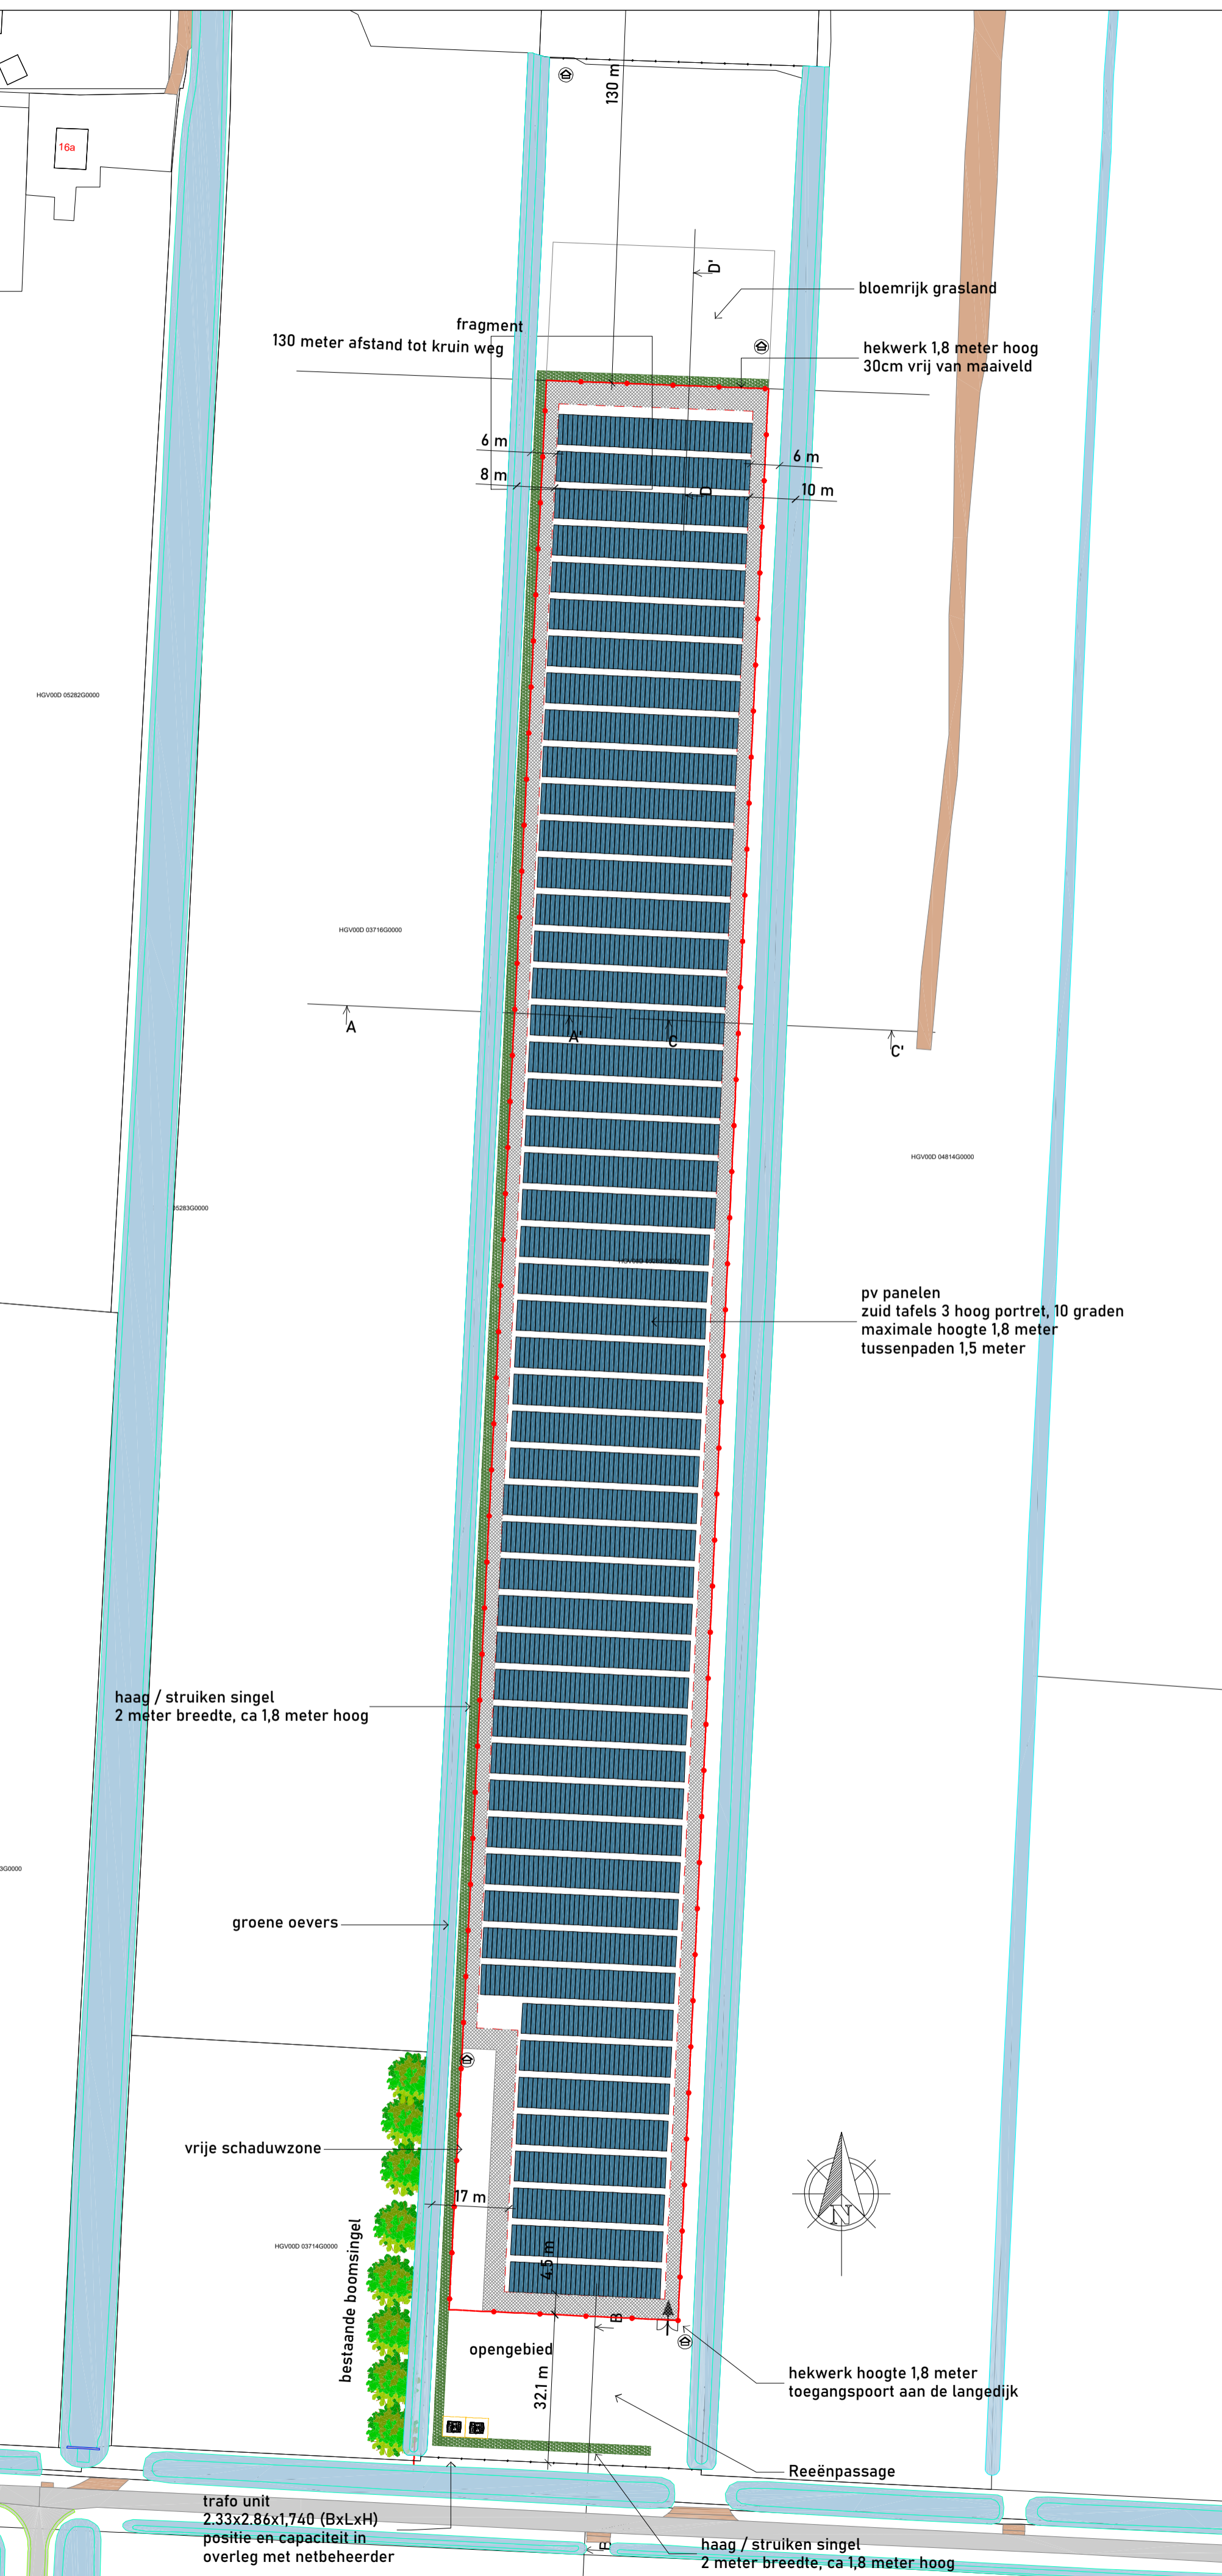 130 m
16a
D'
bloemrijk grasland
fragment
130 meter afstand tot kruin weg
hekwerk 1,8 meter hoog
30cm vrij van maaiveld
6 m
6 m
8 m
D
10 m
HGV00D 05282G0000
HGV00D 03716G0000
A
A'
C
C'
HGV00D 04814G0000
05283G0000
pv panelen
zuid tafels 3 hoog portret, 10 graden
maximale hoogte 1,8 meter
tussenpaden 1,5 meter
haag / struiken singel
2 meter breedte, ca 1,8 meter hoog
3G0000
groene oevers
vrije schaduwzone
17 m
N
HGV00D 03714G0000
bestaande boomsingel
4.5 m
B
opengebied
32.1 m
hekwerk hoogte 1,8 meter
toegangspoort aan de langedijk
Reeënpassage
trafo unit
2.33x2.86x1,740 (BxLxH)
positie en capaciteit in
overleg met netbeheerder
haag / struiken singel
2 meter breedte, ca 1,8 meter hoog